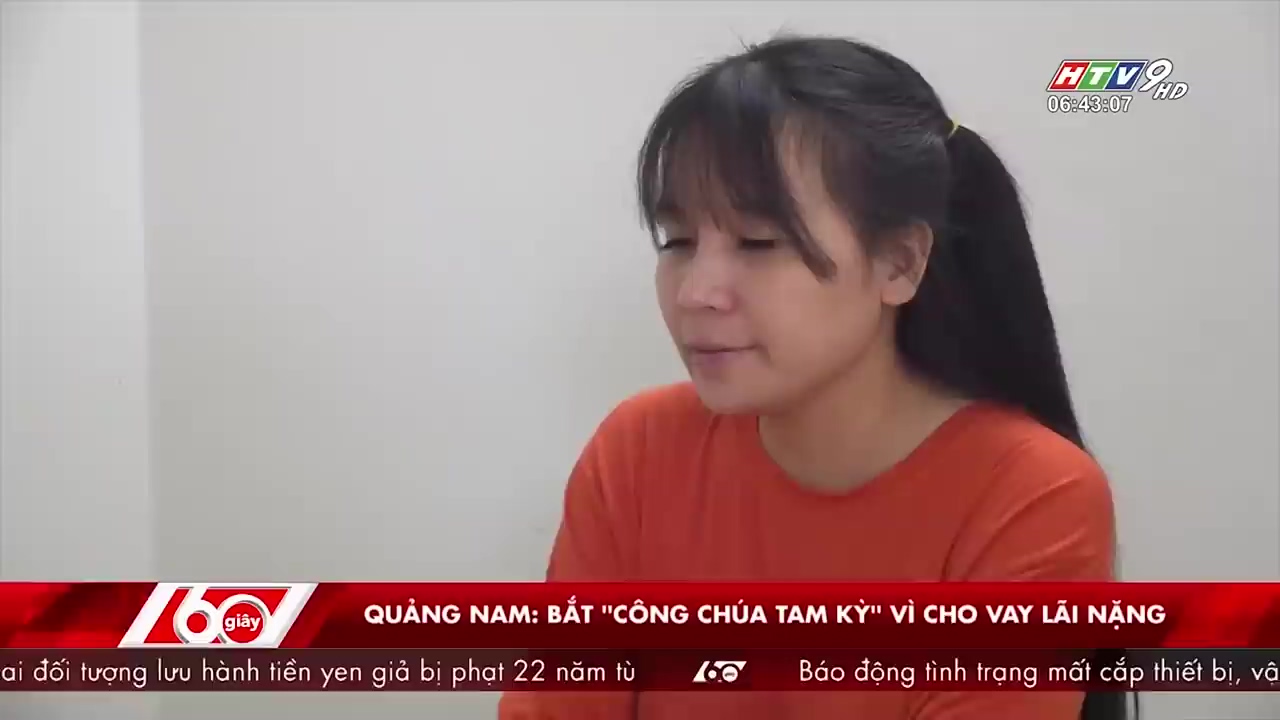 HTV9 HD
06:43:07
60 giây
QUẢNG NAM: BẮT "CÔNG CHÚA TAM KỲ" VÌ CHO VAY LÃI NẶNG
ai đối tượng lưu hành tiền yen giả bị phạt 22 năm tù 60 giây Báo động tình trạng mất cắp thiết bị, vậ